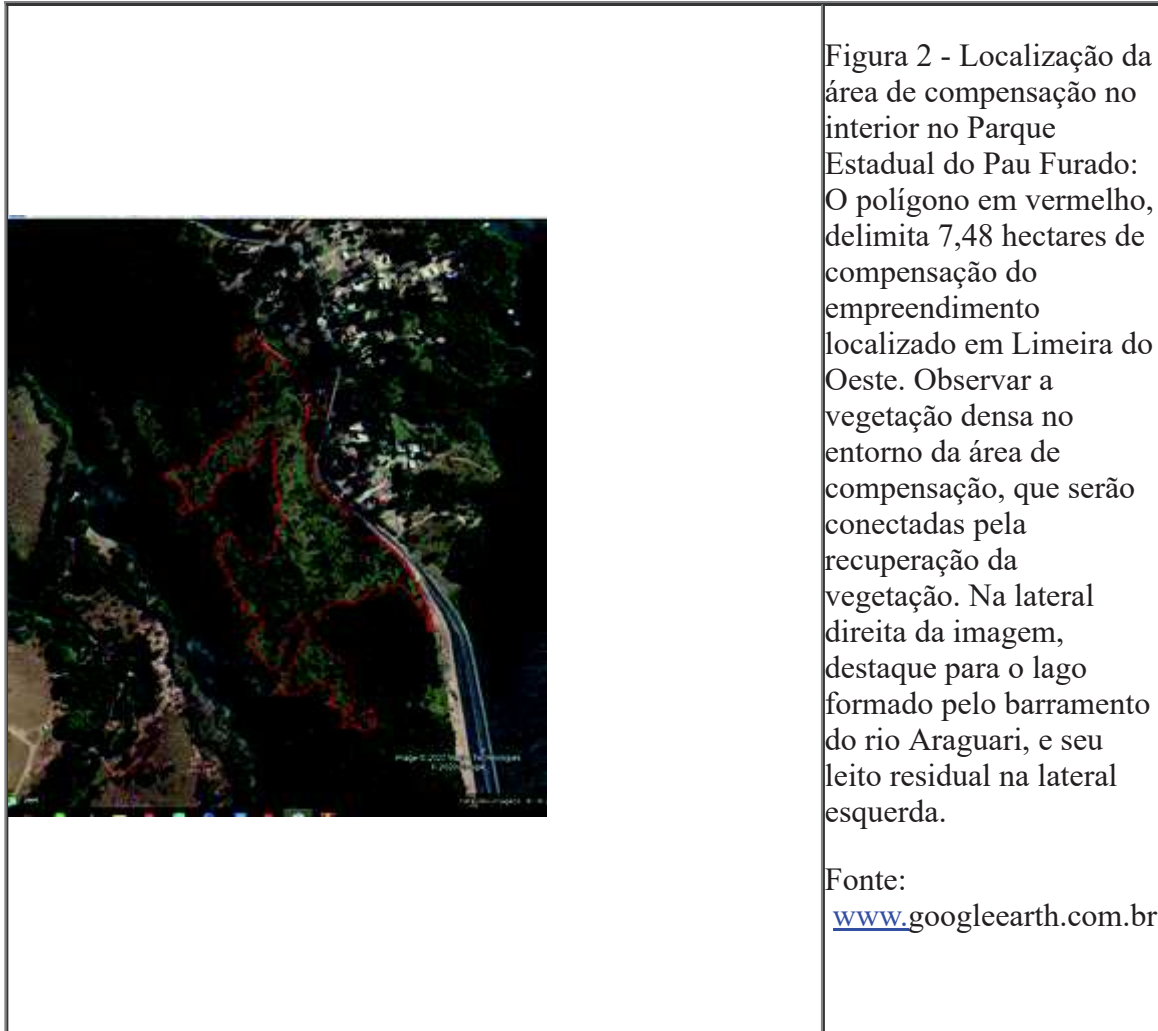 Figura 2 - Localização da
área de compensação no
interior no Parque
Estadual do Pau Furado:
O polígono em vermelho,
delimita 7,48 hectares de
compensação do
empreendimento
localizado em Limeira do
Oeste. Observar a
vegetação densa no
entorno da área de
compensação, que serão
conectadas pela
recuperação da
vegetação. Na lateral
direita da imagem,
destaque para o lago
formado pelo barramento
do rio Araguari, e seu
leito residual na lateral
esquerda.
Fonte:
www.googleearth.com.br